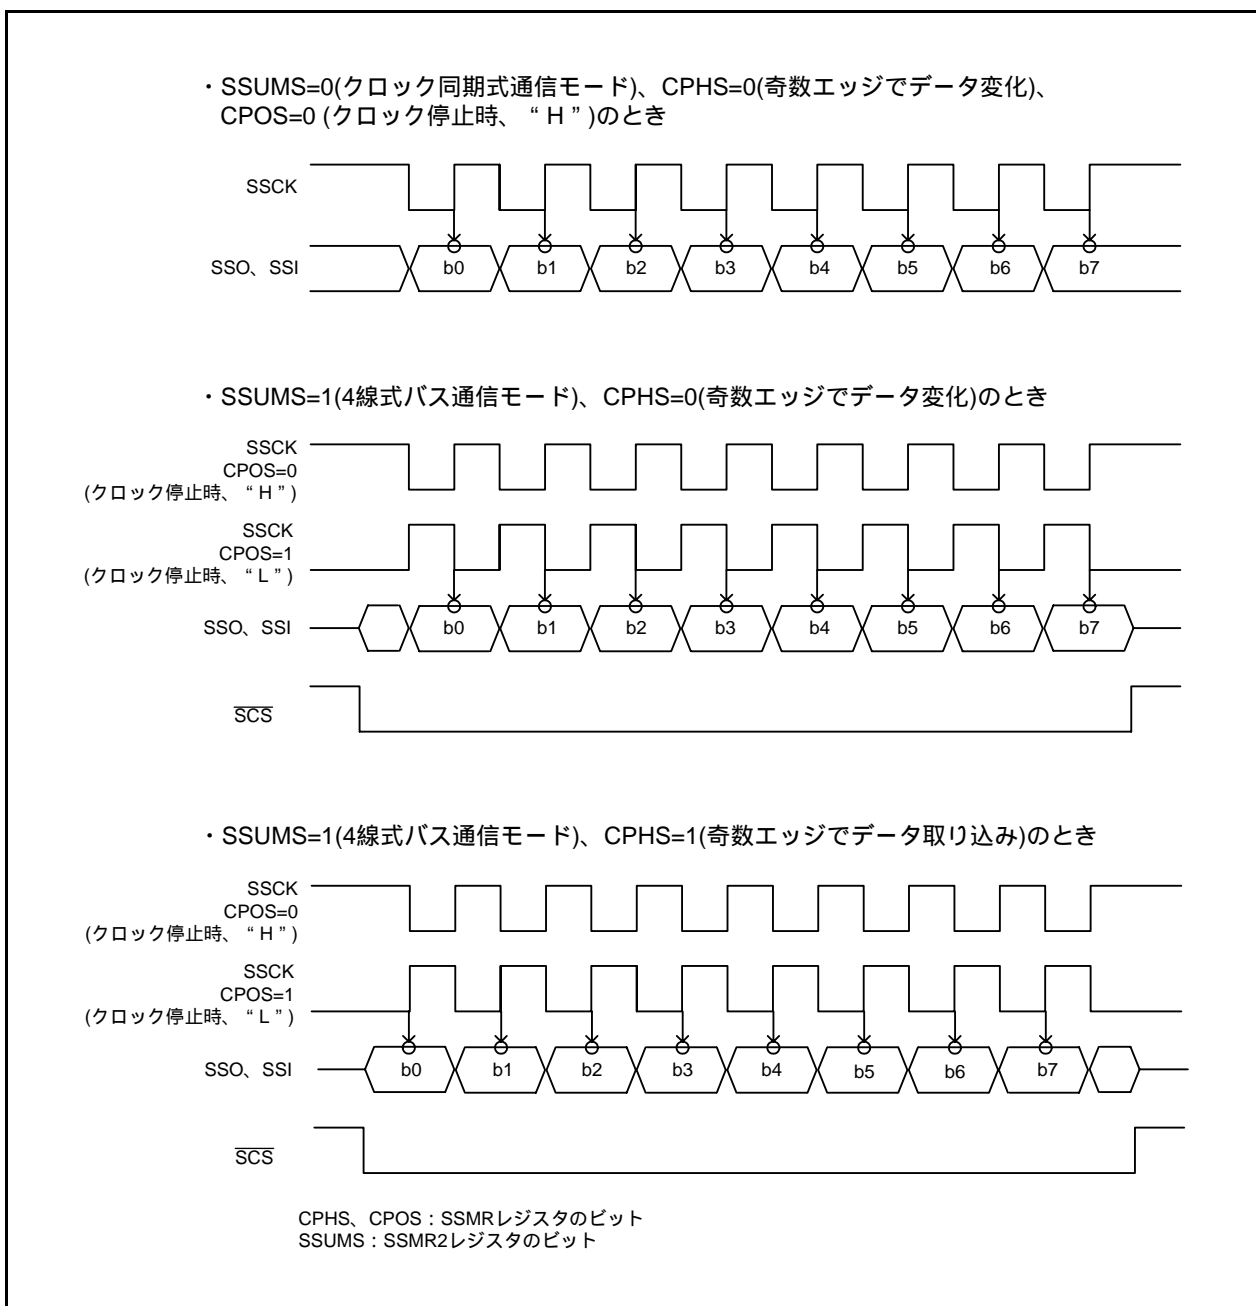 ・SSUMS=0(クロック同期式通信モード)、CPHS=0(奇数エッジでデータ変化)、
CPOS=0 (クロック停止時、“H”)のとき
SSCK
SSO、SSI
b0 b1 b2 b3 b4 b5 b6 b7
・SSUMS=1(4線式バス通信モード)、CPHS=0(奇数エッジでデータ変化)のとき
SSCK
CPOS=0
(クロック停止時、“H”)
SSCK
CPOS=1
(クロック停止時、“L”)
SSO、SSI
b0 b1 b2 b3 b4 b5 b6 b7
SCS
・SSUMS=1(4線式バス通信モード)、CPHS=1(奇数エッジでデータ取り込み)のとき
SSCK
CPOS=0
(クロック停止時、“H”)
SSCK
CPOS=1
(クロック停止時、“L”)
SSO、SSI
b0 b1 b2 b3 b4 b5 b6 b7
SCS
CPHS、CPOS：SSMRレジスタのビット
SSUMS：SSMR2レジスタのビット